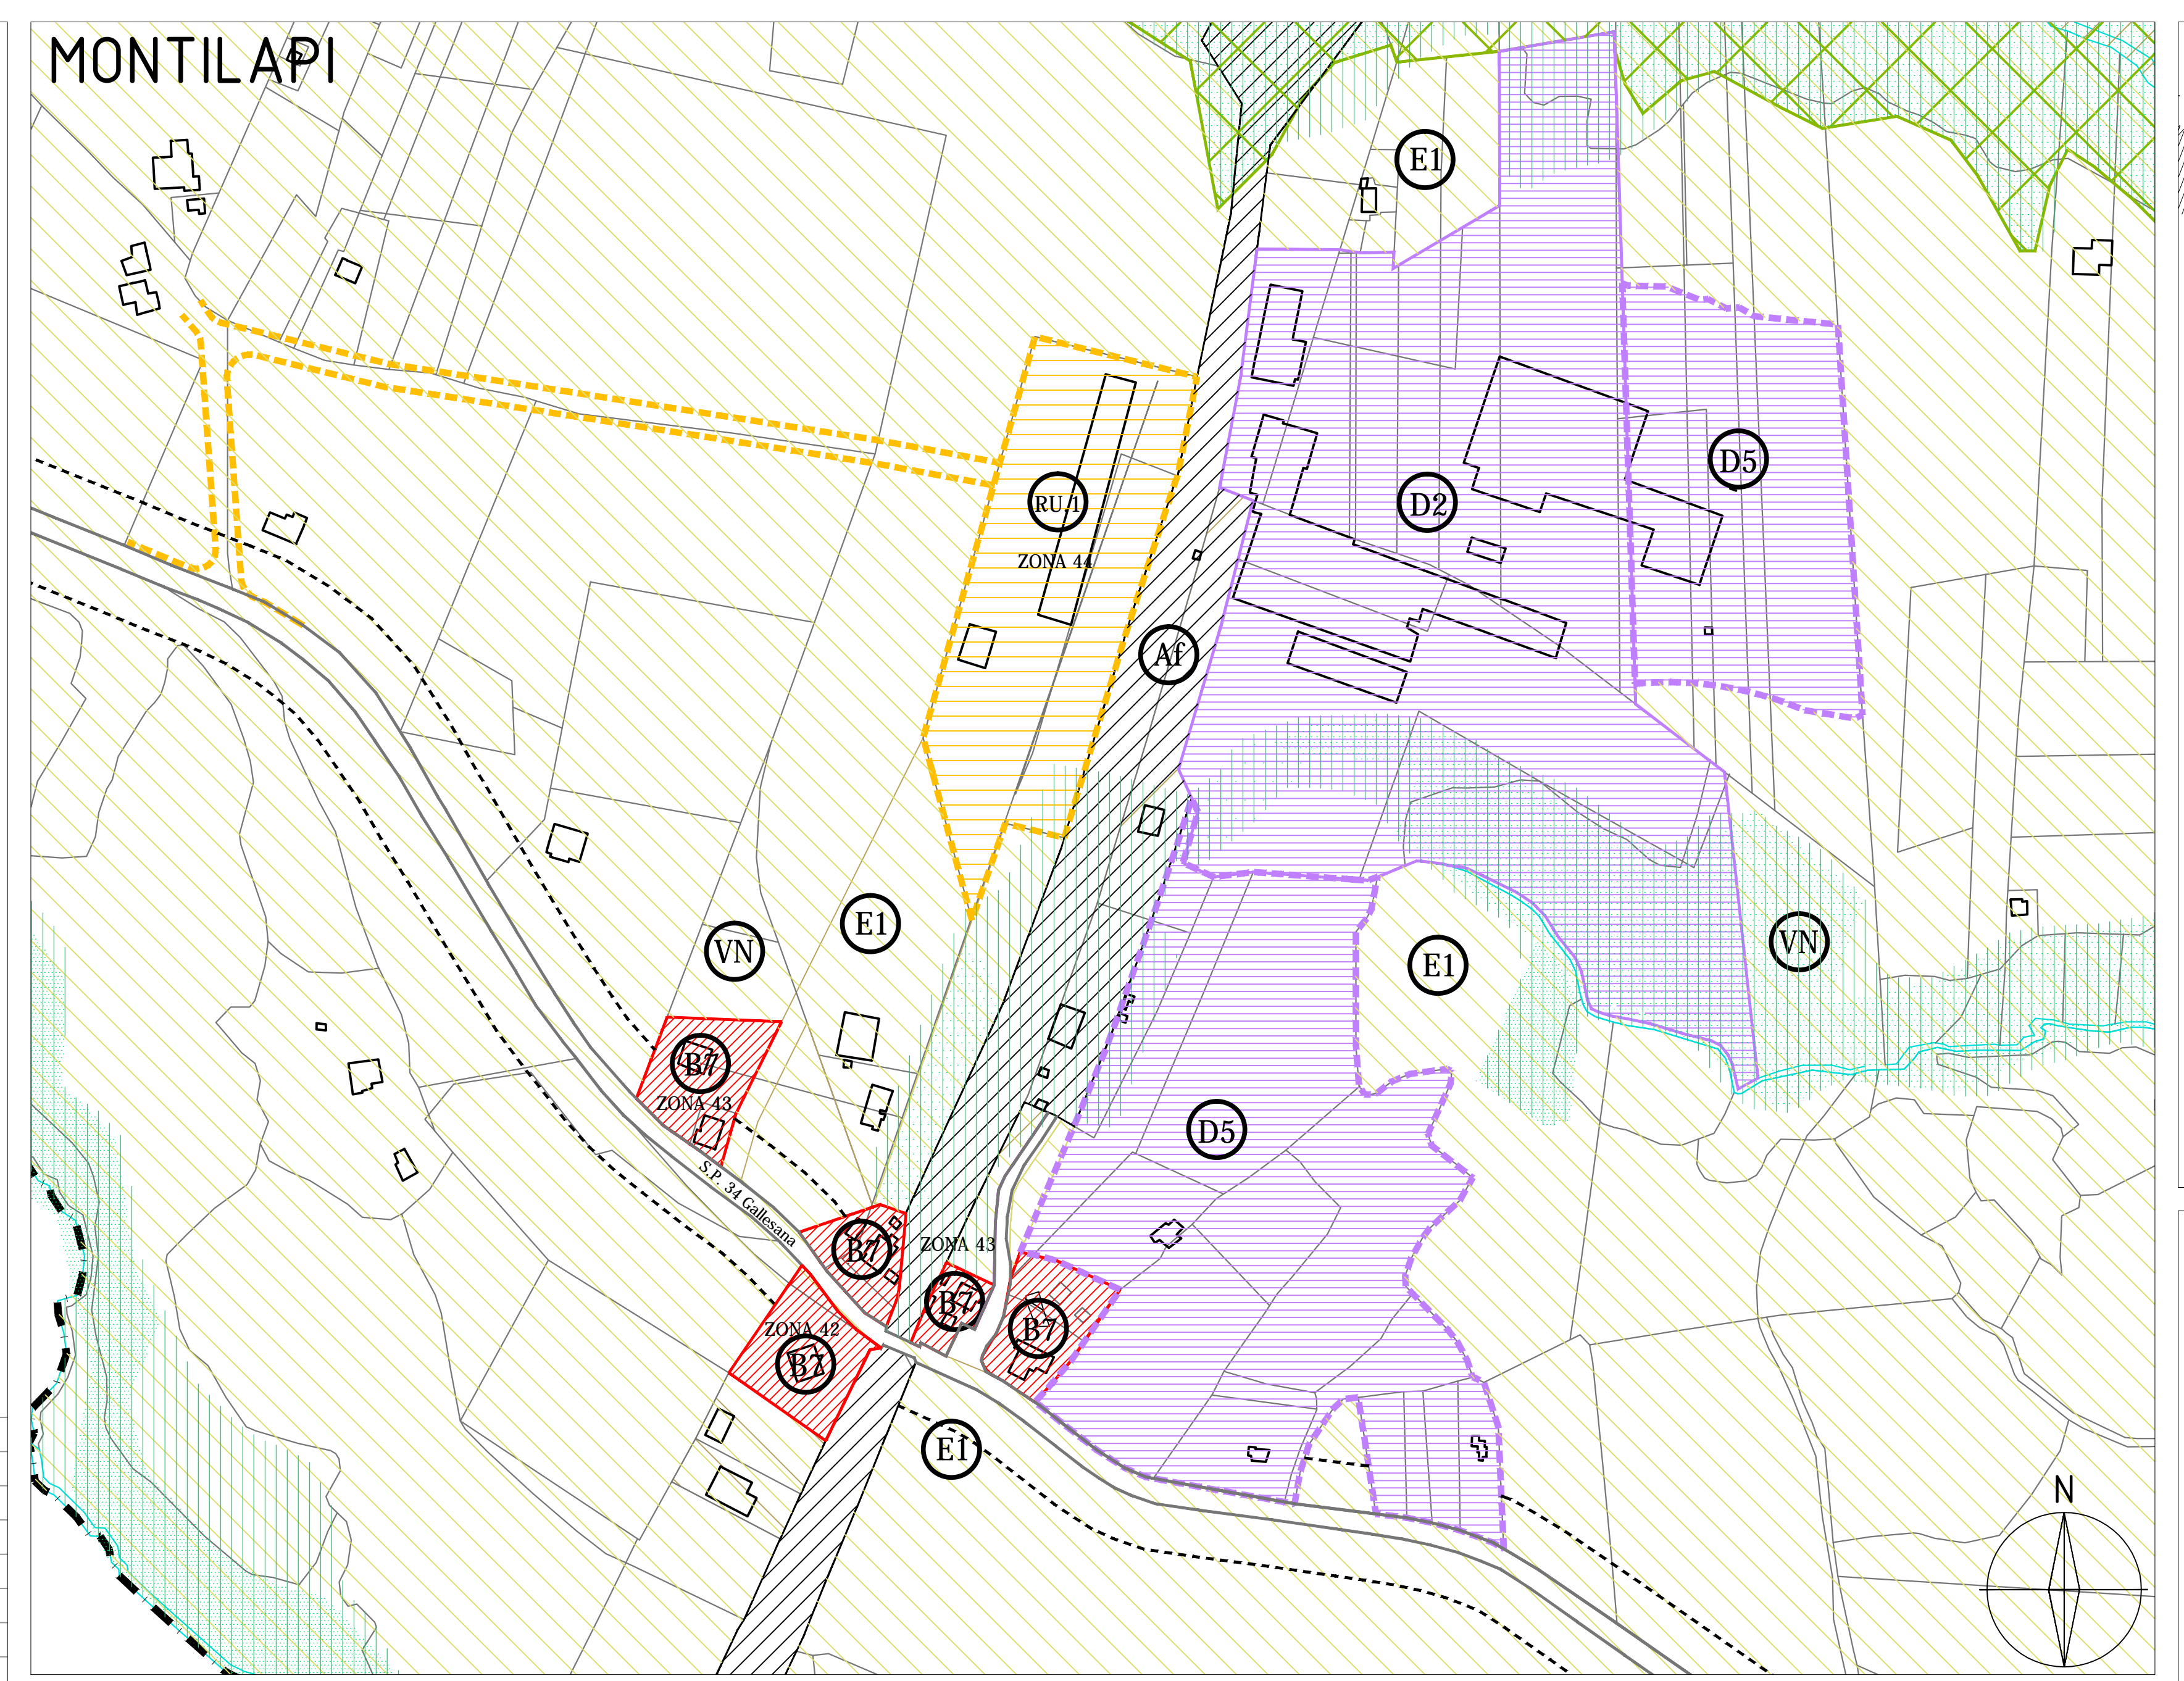 MONTILAPI
E1
D5
RU.1
D2
ZONA 44
Af
E1
VN
VN
E1
B7
ZONA 43
D5
S.P. 34 Gallesana
B7
ZONA 43
B7
B7
ZONA 42
B7
E1
N